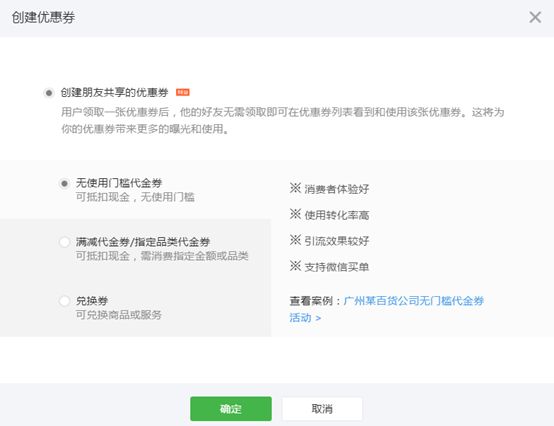 创建优惠券
创建朋友共享的优惠券
用户领取一张优惠券后，他的好友无需领取即可在优惠券列表看到和使用该张优惠券。这将为
你的优惠券带来更多的曝光和使用。
无使用门槛代金券
可抵扣现金，无使用门槛
满减代金券/指定品类代金券
可抵扣现金，需消费指定金额或品类
兑换券
可兑换商品或服务
※ 消费者体验好
※ 使用转化率高
※ 引流效果较好
※ 支持微信买单
查看案例：广州某百货公司无门槛代金券
活动 >
确定
取消